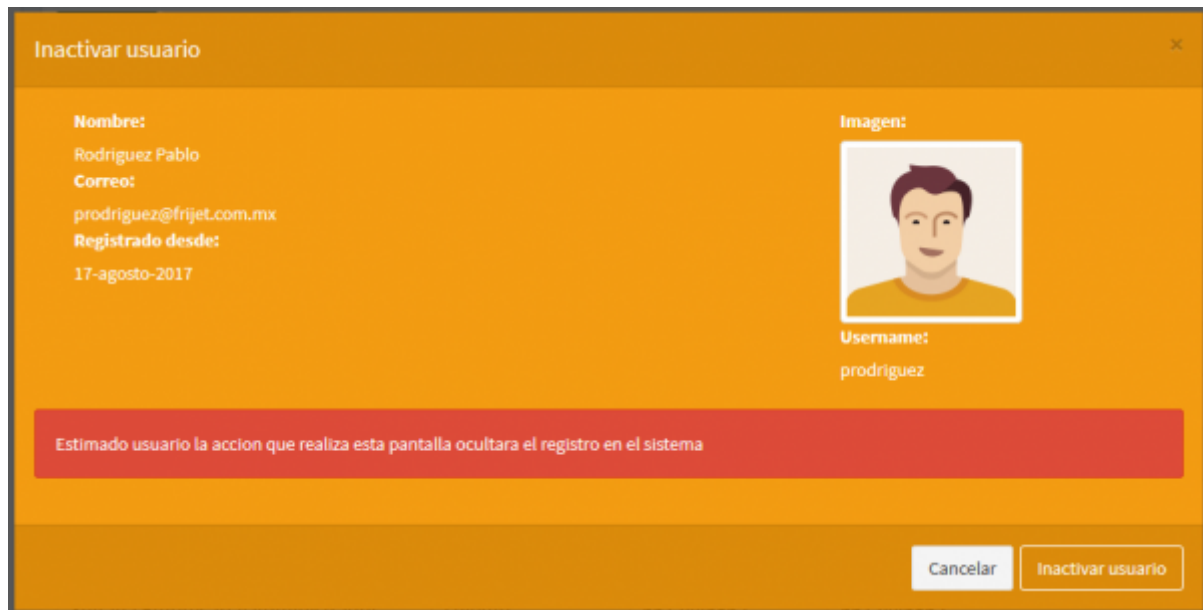 Inactivar usuario
×
Nombre:
Rodriguez Pablo
Correo:
prodriguez@frijet.com.mx
Registrado desde:
17-agosto-2017
Imagen:
Username:
prodriguez
Estimado usuario la accion que realiza esta pantalla ocultara el registro en el sistema
Cancelar
Inactivar usuario